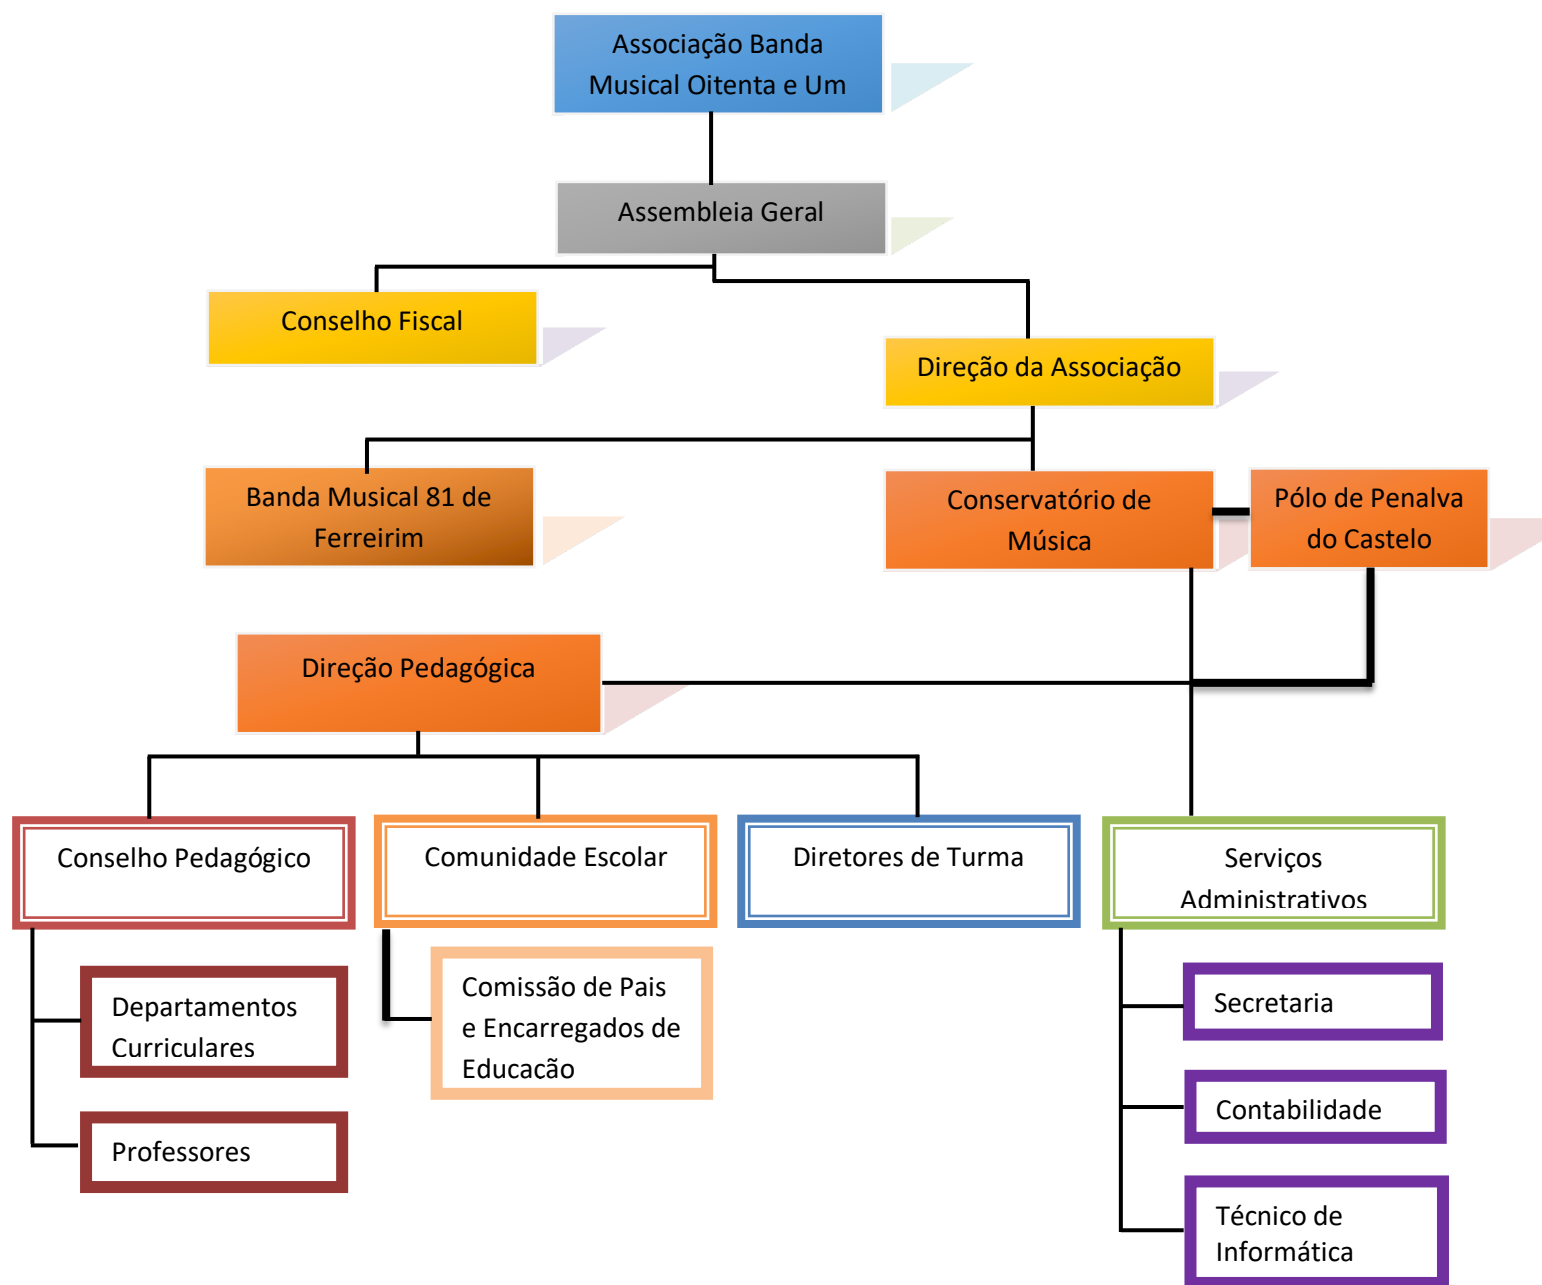 Associação Banda
Musical Oitenta e Um
Assembleia Geral
Conselho Fiscal
Direção da Associação
Banda Musical 81 de
Ferreirim
Conservatório de
Música
Pólo de Penalva
do Castelo
Direção Pedagógica
Conselho Pedagógico
Comunidade Escolar
Diretores de Turma
Serviços
Administrativos
Departamentos
Curriculares
Professores
Comissão de Pais
e Encarregados de
Educação
Secretaria
Contabilidade
Técnico de
Informática